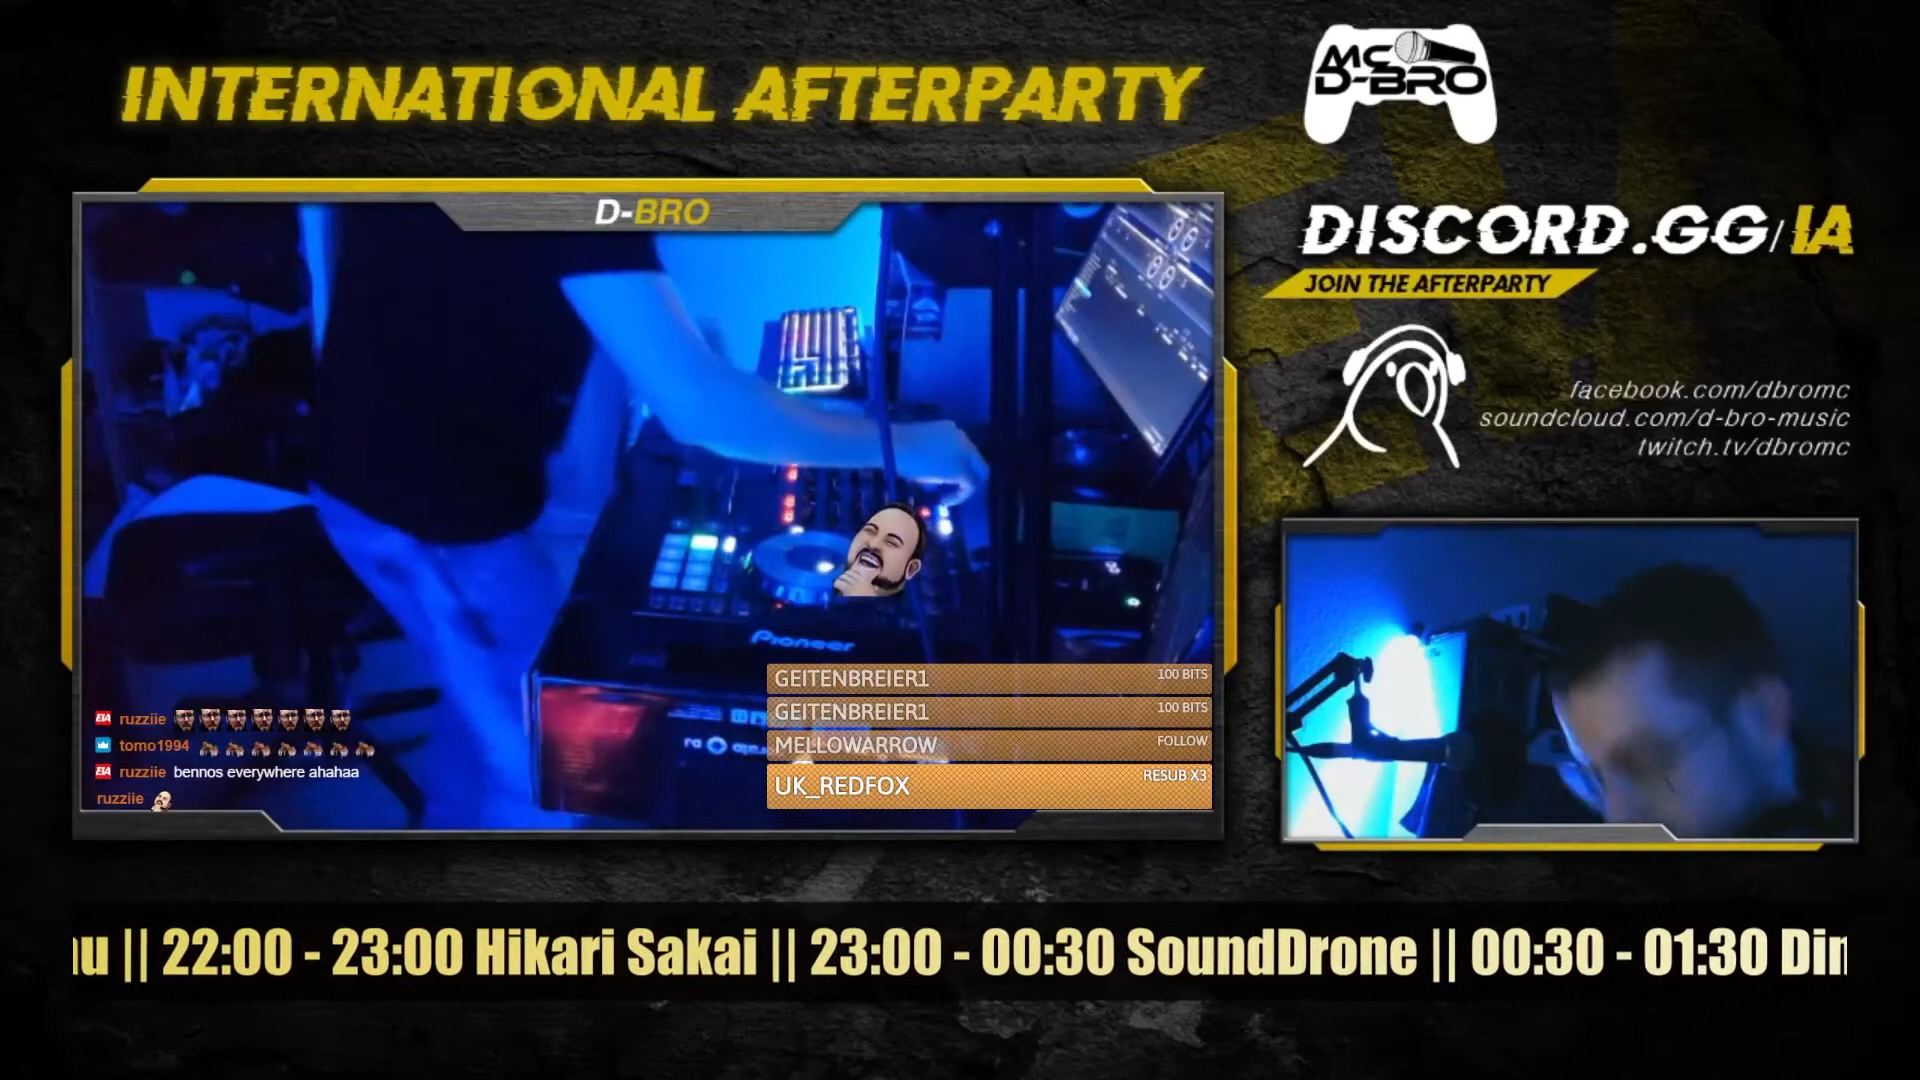 INTERNATIONAL AFTERPARTY
MC
D-BRO
D-BRO
DISCORD.GG/IA
JOIN THE AFTERPARTY
facebook.com/dbromc
soundcloud.com/d-bro-music
twitch.tv/dbromc
Pioneer
GEITENBREIER1 100 BITS
GEITENBREIER1 100 BITS
MELLOWARROW FOLLOW
UK_REDFOX RESUB X3
EIA ruzziie
tomo1994
EIA ruzziie bennos everywhere ahahaa
ruzziie
|| 22:00 - 23:00 Hikari Sakai || 23:00 - 00:30 SoundDrone || 00:30 - 01:30